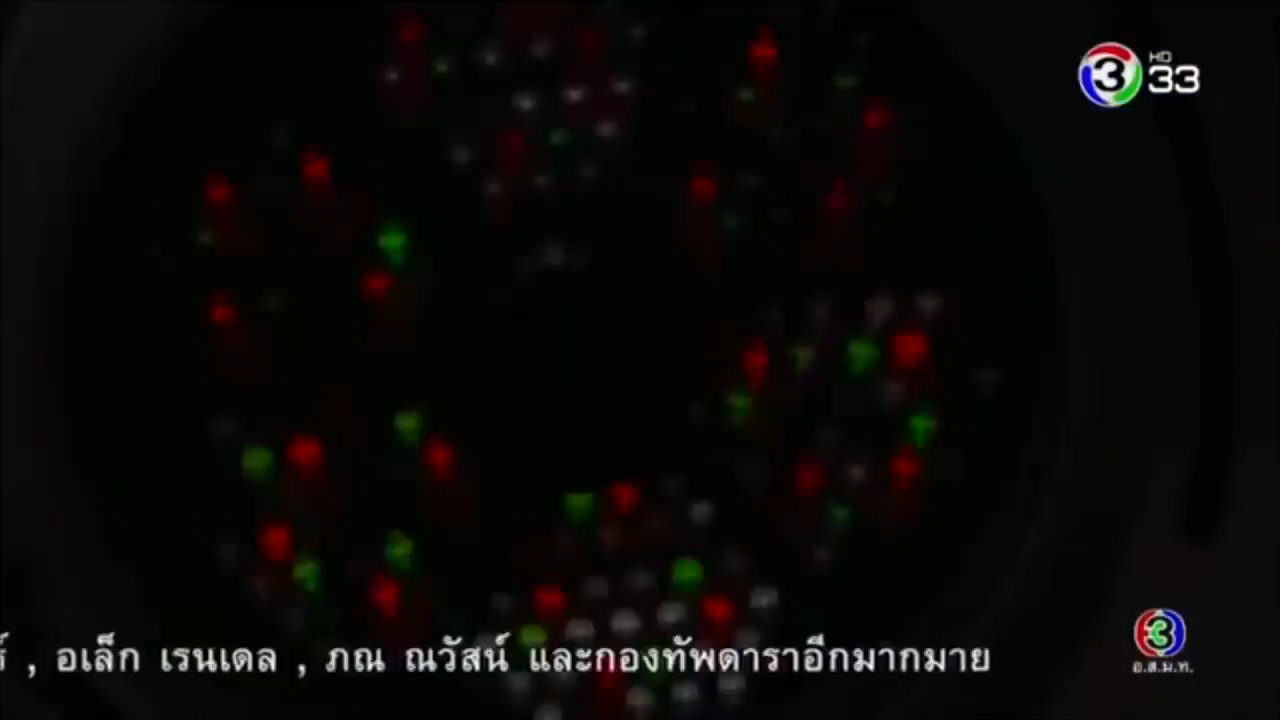 3 HD 33
์ , อเล็ก เรนเดล , ภณ ณวัสน์ และกองทัพดาราอีกมากมาย
3
อ.ส.ม.ท.